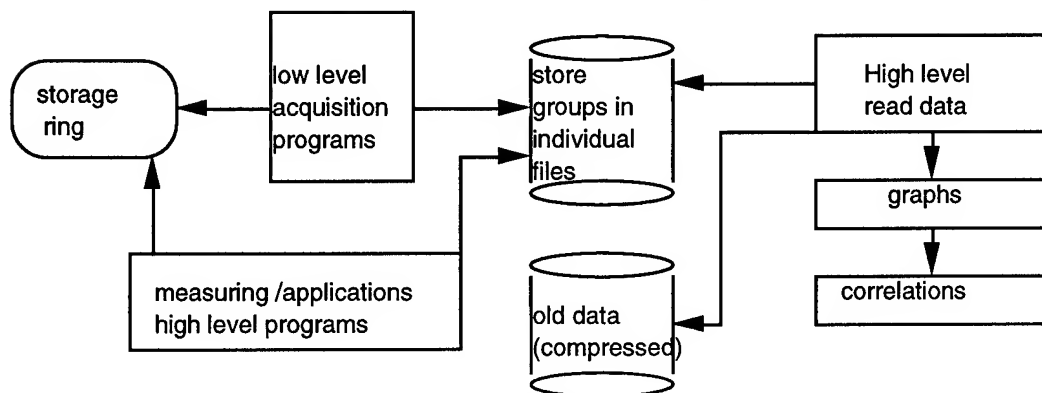 storage
ring
low level
acquisition
programs
store
groups in
individual
files
High level
read data
graphs
correlations
measuring /applications
high level programs
old data
(compressed)